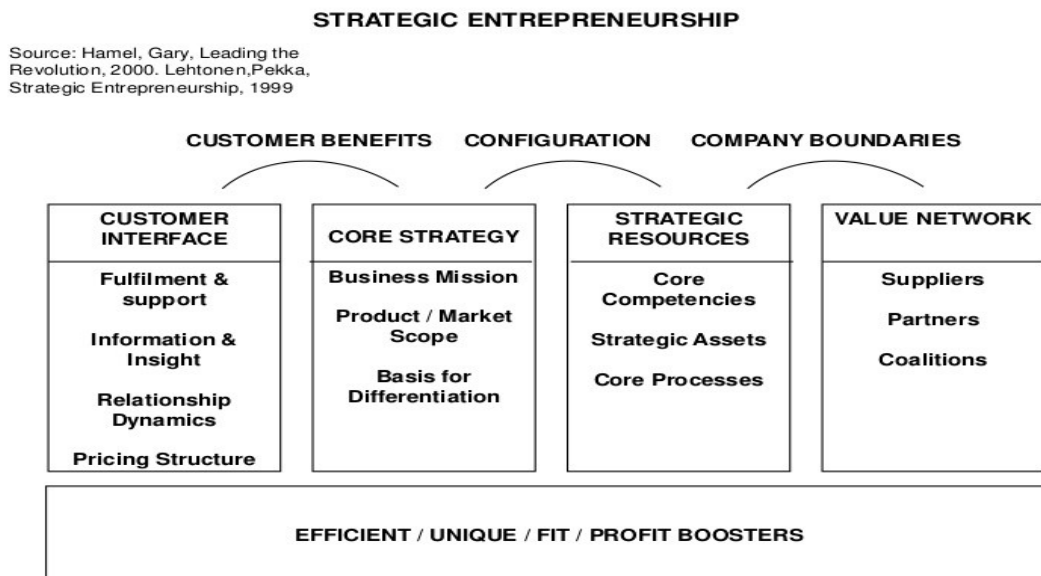 STRATEGIC ENTREPRENEURSHIP
Source: Hamel, Gary, Leading the
Revolution, 2000. Lehtonen,Pekka,
Strategic Entrepreneurship, 1999
CUSTOMER BENEFITS
CONFIGURATION
COMPANY BOUNDARIES
CUSTOMER
INTERFACE
Fulfilment &
support
Information &
Insight
Relationship
Dynamics
Pricing Structure
CORE STRATEGY
Business Mission
Product / Market
Scope
Basis for
Differentiation
STRATEGIC
RESOURCES
Core
Competencies
Strategic Assets
Core Processes
VALUE NETWORK
Suppliers
Partners
Coalitions
EFFICIENT / UNIQUE / FIT / PROFIT BOOSTERS